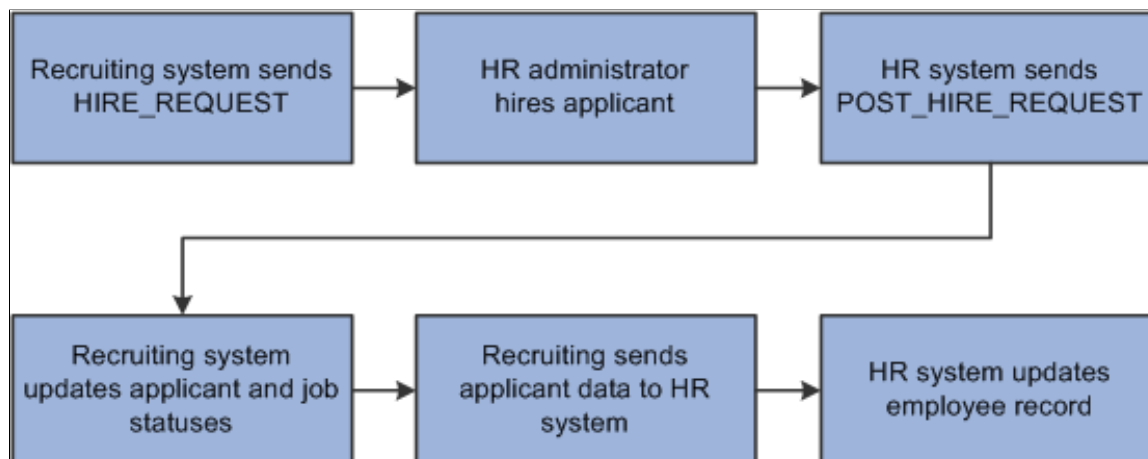 Recruiting system sends
HIRE_REQUEST
HR administrator
hires applicant
HR system sends
POST_HIRE_REQUEST
Recruiting system
updates applicant and job
statuses
Recruiting sends
applicant data to HR
system
HR system updates
employee record